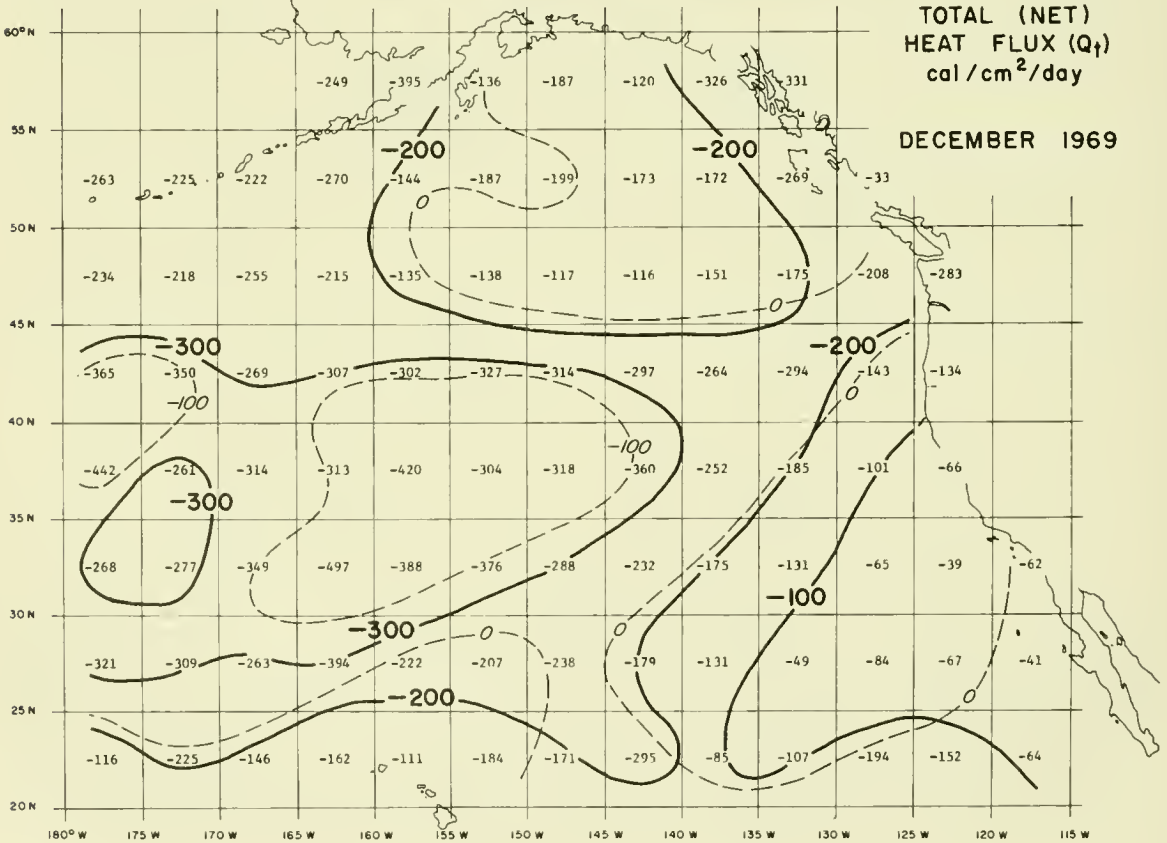 TOTAL (NET)
HEAT FLUX (Qt)
cal/cm²/day
DECEMBER 1969
60°N
-249 -395 -136 -187 -120 -326 -331
55 N
-200 -200
-263 -225 -222 -270 -144 -187 -199 -173 -172 -269 -33
0
50 N
-234 -218 -255 -215 -135 -138 -117 -116 -151 -175 -208 -283
0
45 N
-300 -200
-365 -350 -269 -307 -302 -327 -314 -297 -264 -294 -143 -134
-100 0
40 N
-100
-442 -261 -314 -313 -420 -304 -318 -360 -252 -185 -101 -66
-300
35 N
-268 -277 -349 -497 -388 -376 -288 -232 -175 -131 -65 -39 -62
-100
30 N
-300 0 0
-321 -309 -263 -394 -222 -207 -238 -179 -131 -49 -84 -67 -41
-200 0
25 N
-116 -225 -146 -162 -111 -184 -171 -295 -85 -107 -194 -152 -64
20 N
180°W 175 W 170 W 165 W 160 W 155 W 150 W 145 W 140 W 135 W 130 W 125 W 120 W 115 W